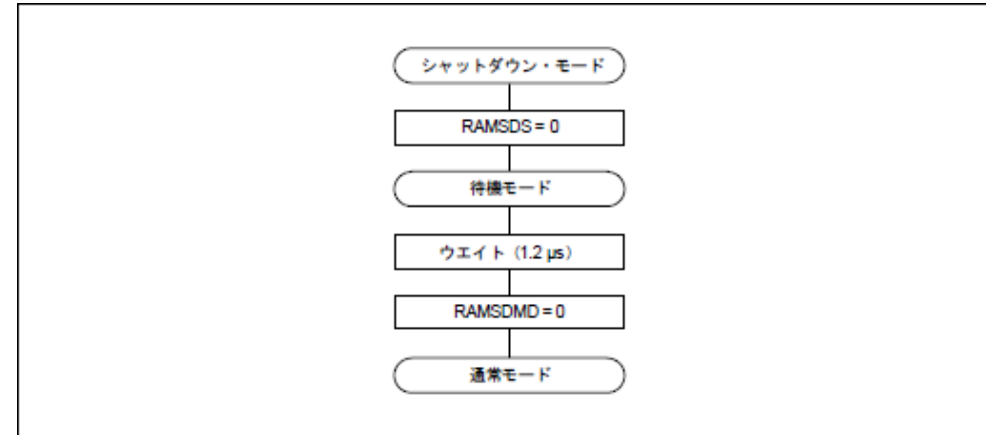 シャットダウン・モード
RAMSDS = 0
待機モード
ウエイト（1.2 µs）
RAMSDMD = 0
通常モード